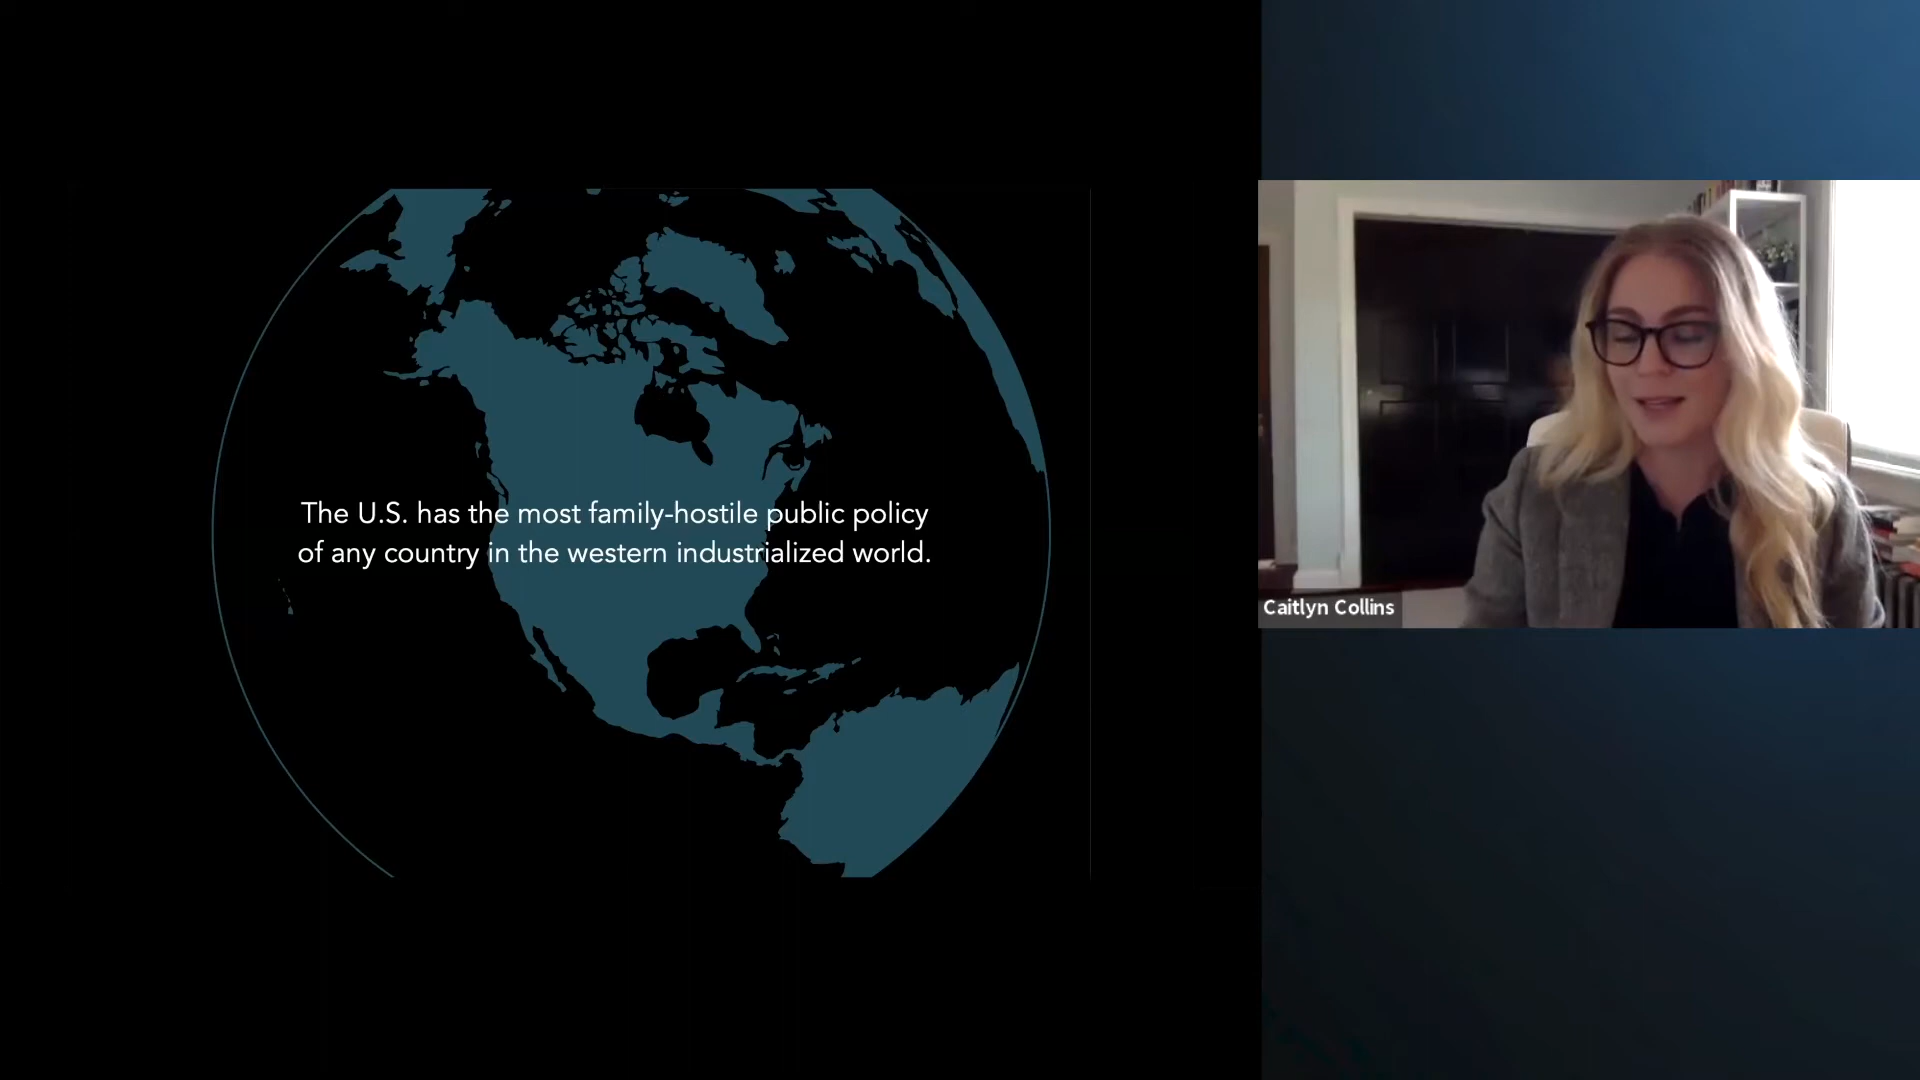 The U.S. has the most family-hostile public policy
of any country in the western industrialized world.
Caitlyn Collins